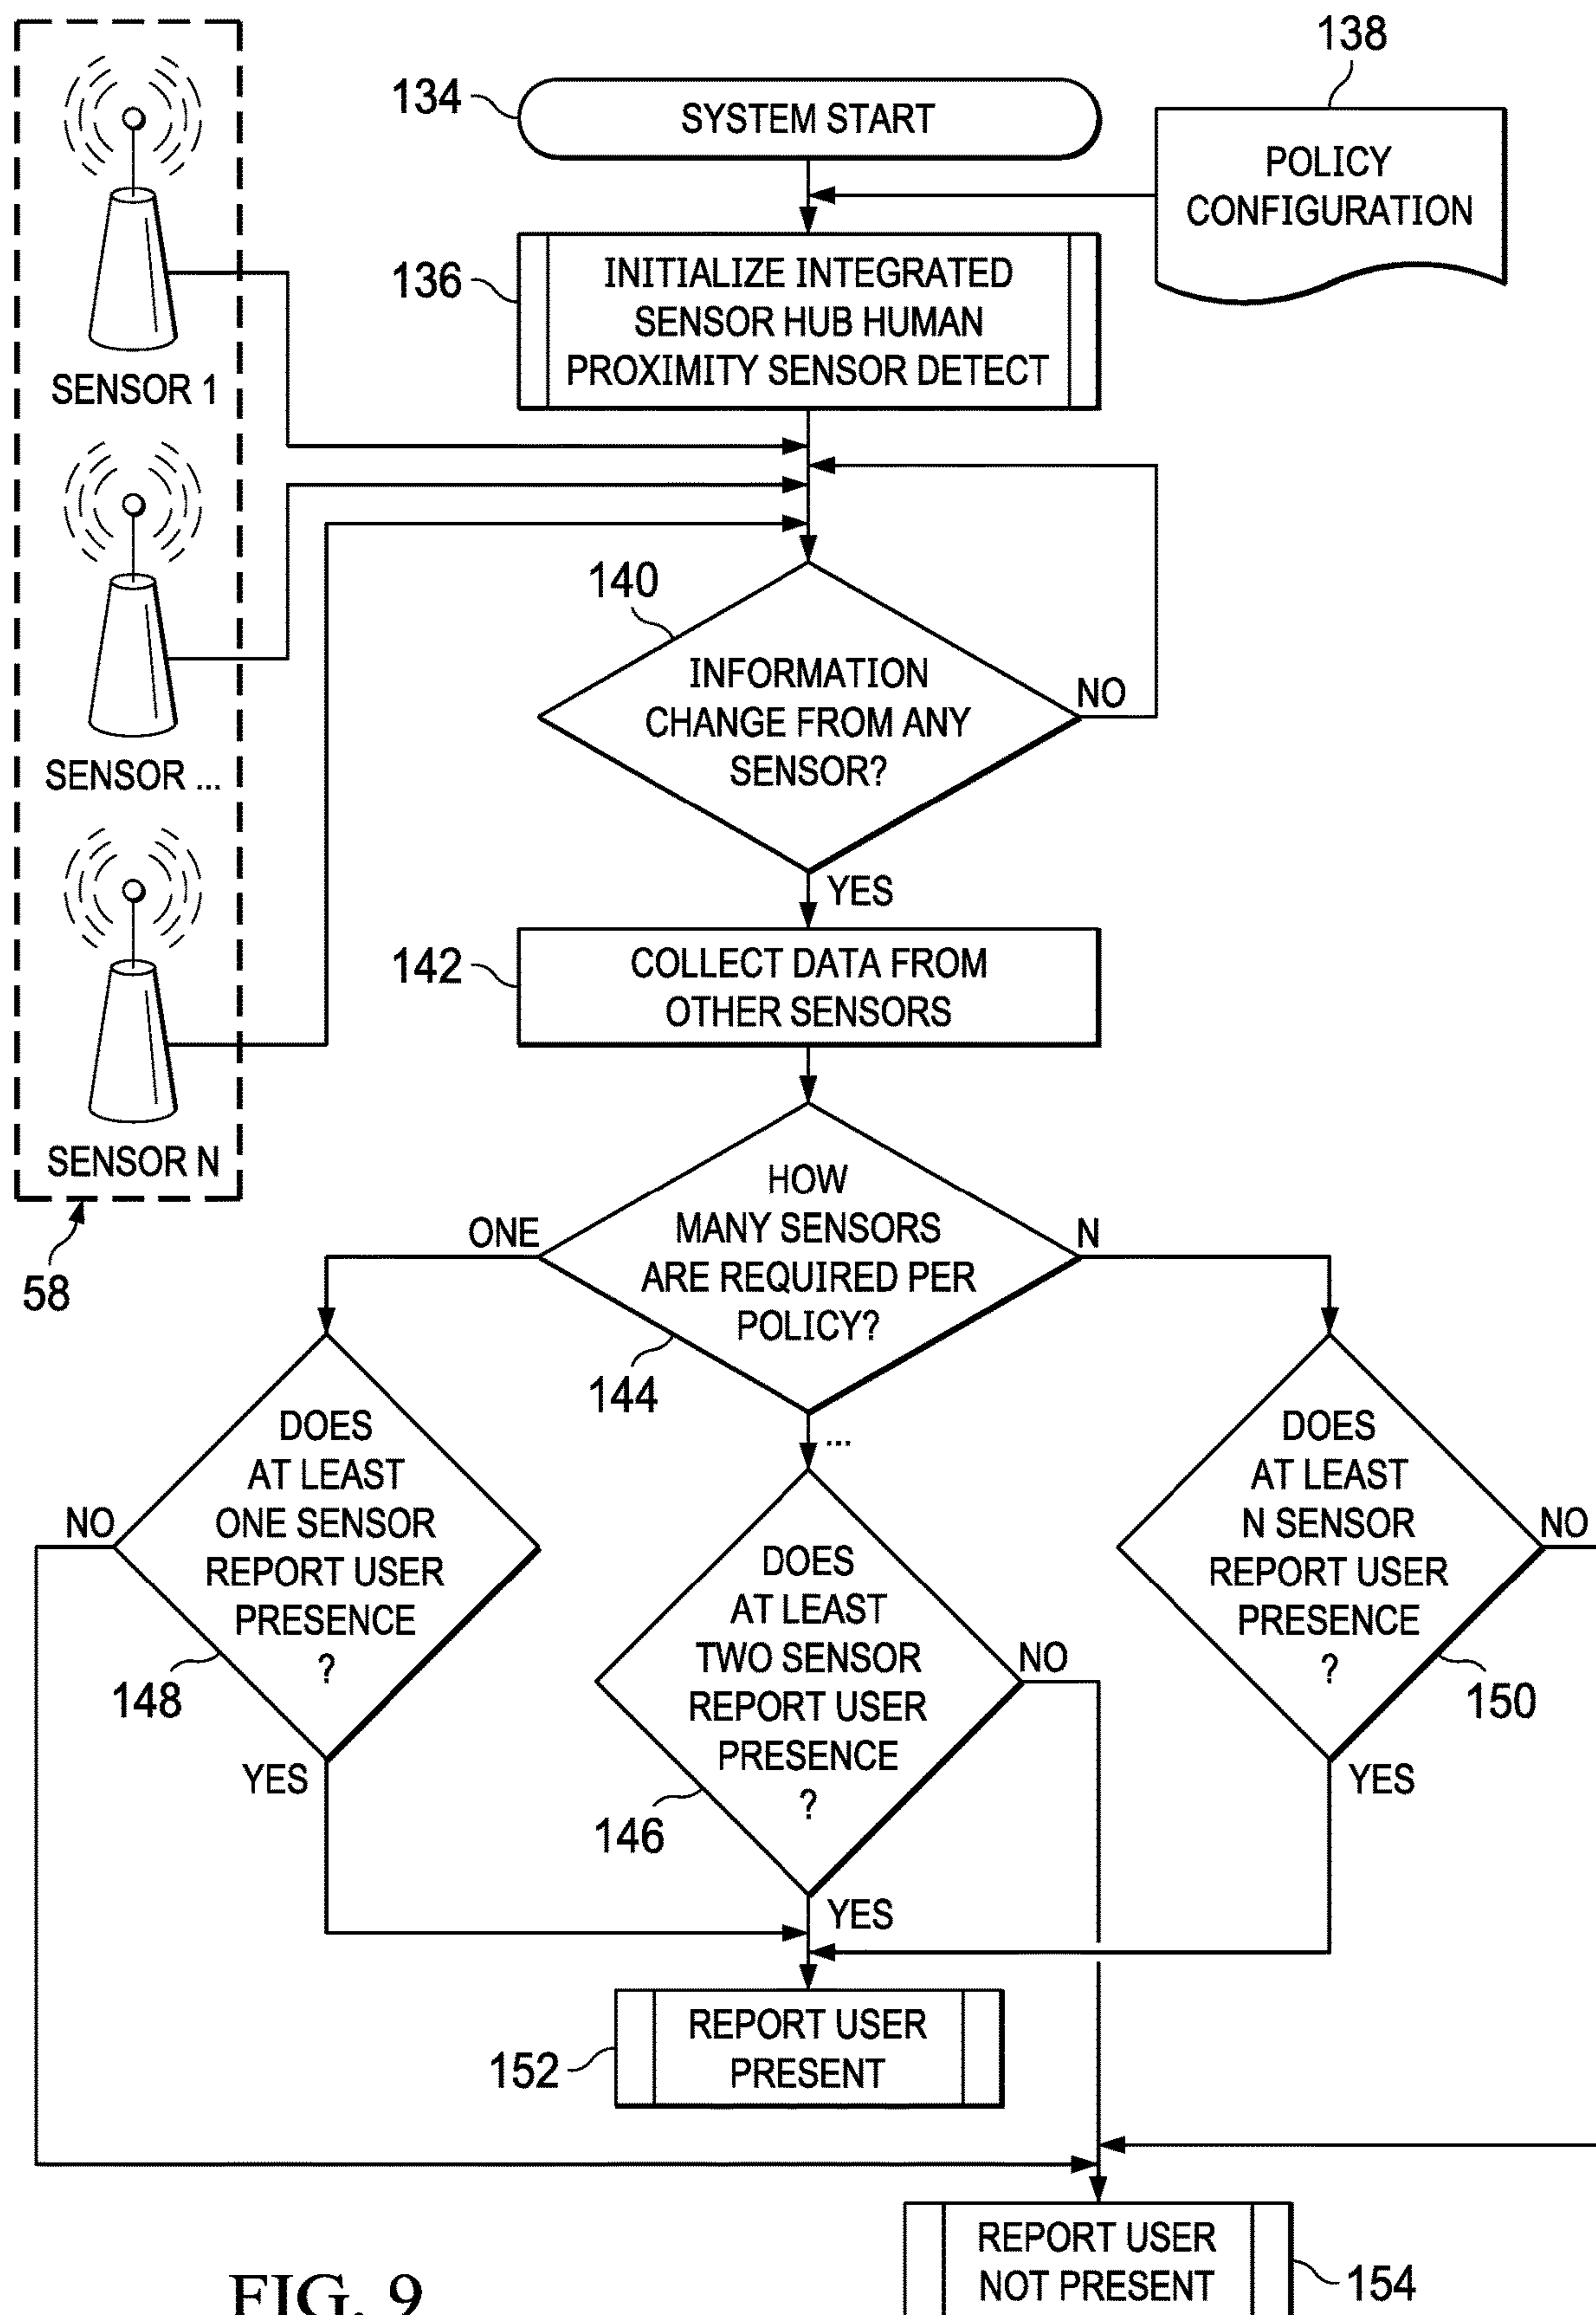 138
134
SYSTEM START
POLICY
CONFIGURATION
136
INITIALIZE INTEGRATED
SENSOR HUB HUMAN
PROXIMITY SENSOR DETECT
SENSOR 1
140
INFORMATION
CHANGE FROM ANY
SENSOR?
NO
SENSOR ...
YES
142
COLLECT DATA FROM
OTHER SENSORS
SENSOR N
58
HOW
MANY SENSORS
ARE REQUIRED PER
POLICY?
ONE
N
144
...
DOES
AT LEAST
ONE SENSOR
REPORT USER
PRESENCE
?
NO
148
YES
DOES
AT LEAST
TWO SENSOR
REPORT USER
PRESENCE
?
NO
146
YES
DOES
AT LEAST
N SENSOR
REPORT USER
PRESENCE
?
NO
150
YES
152
REPORT USER
PRESENT
REPORT USER
NOT PRESENT
154
FIG. 9